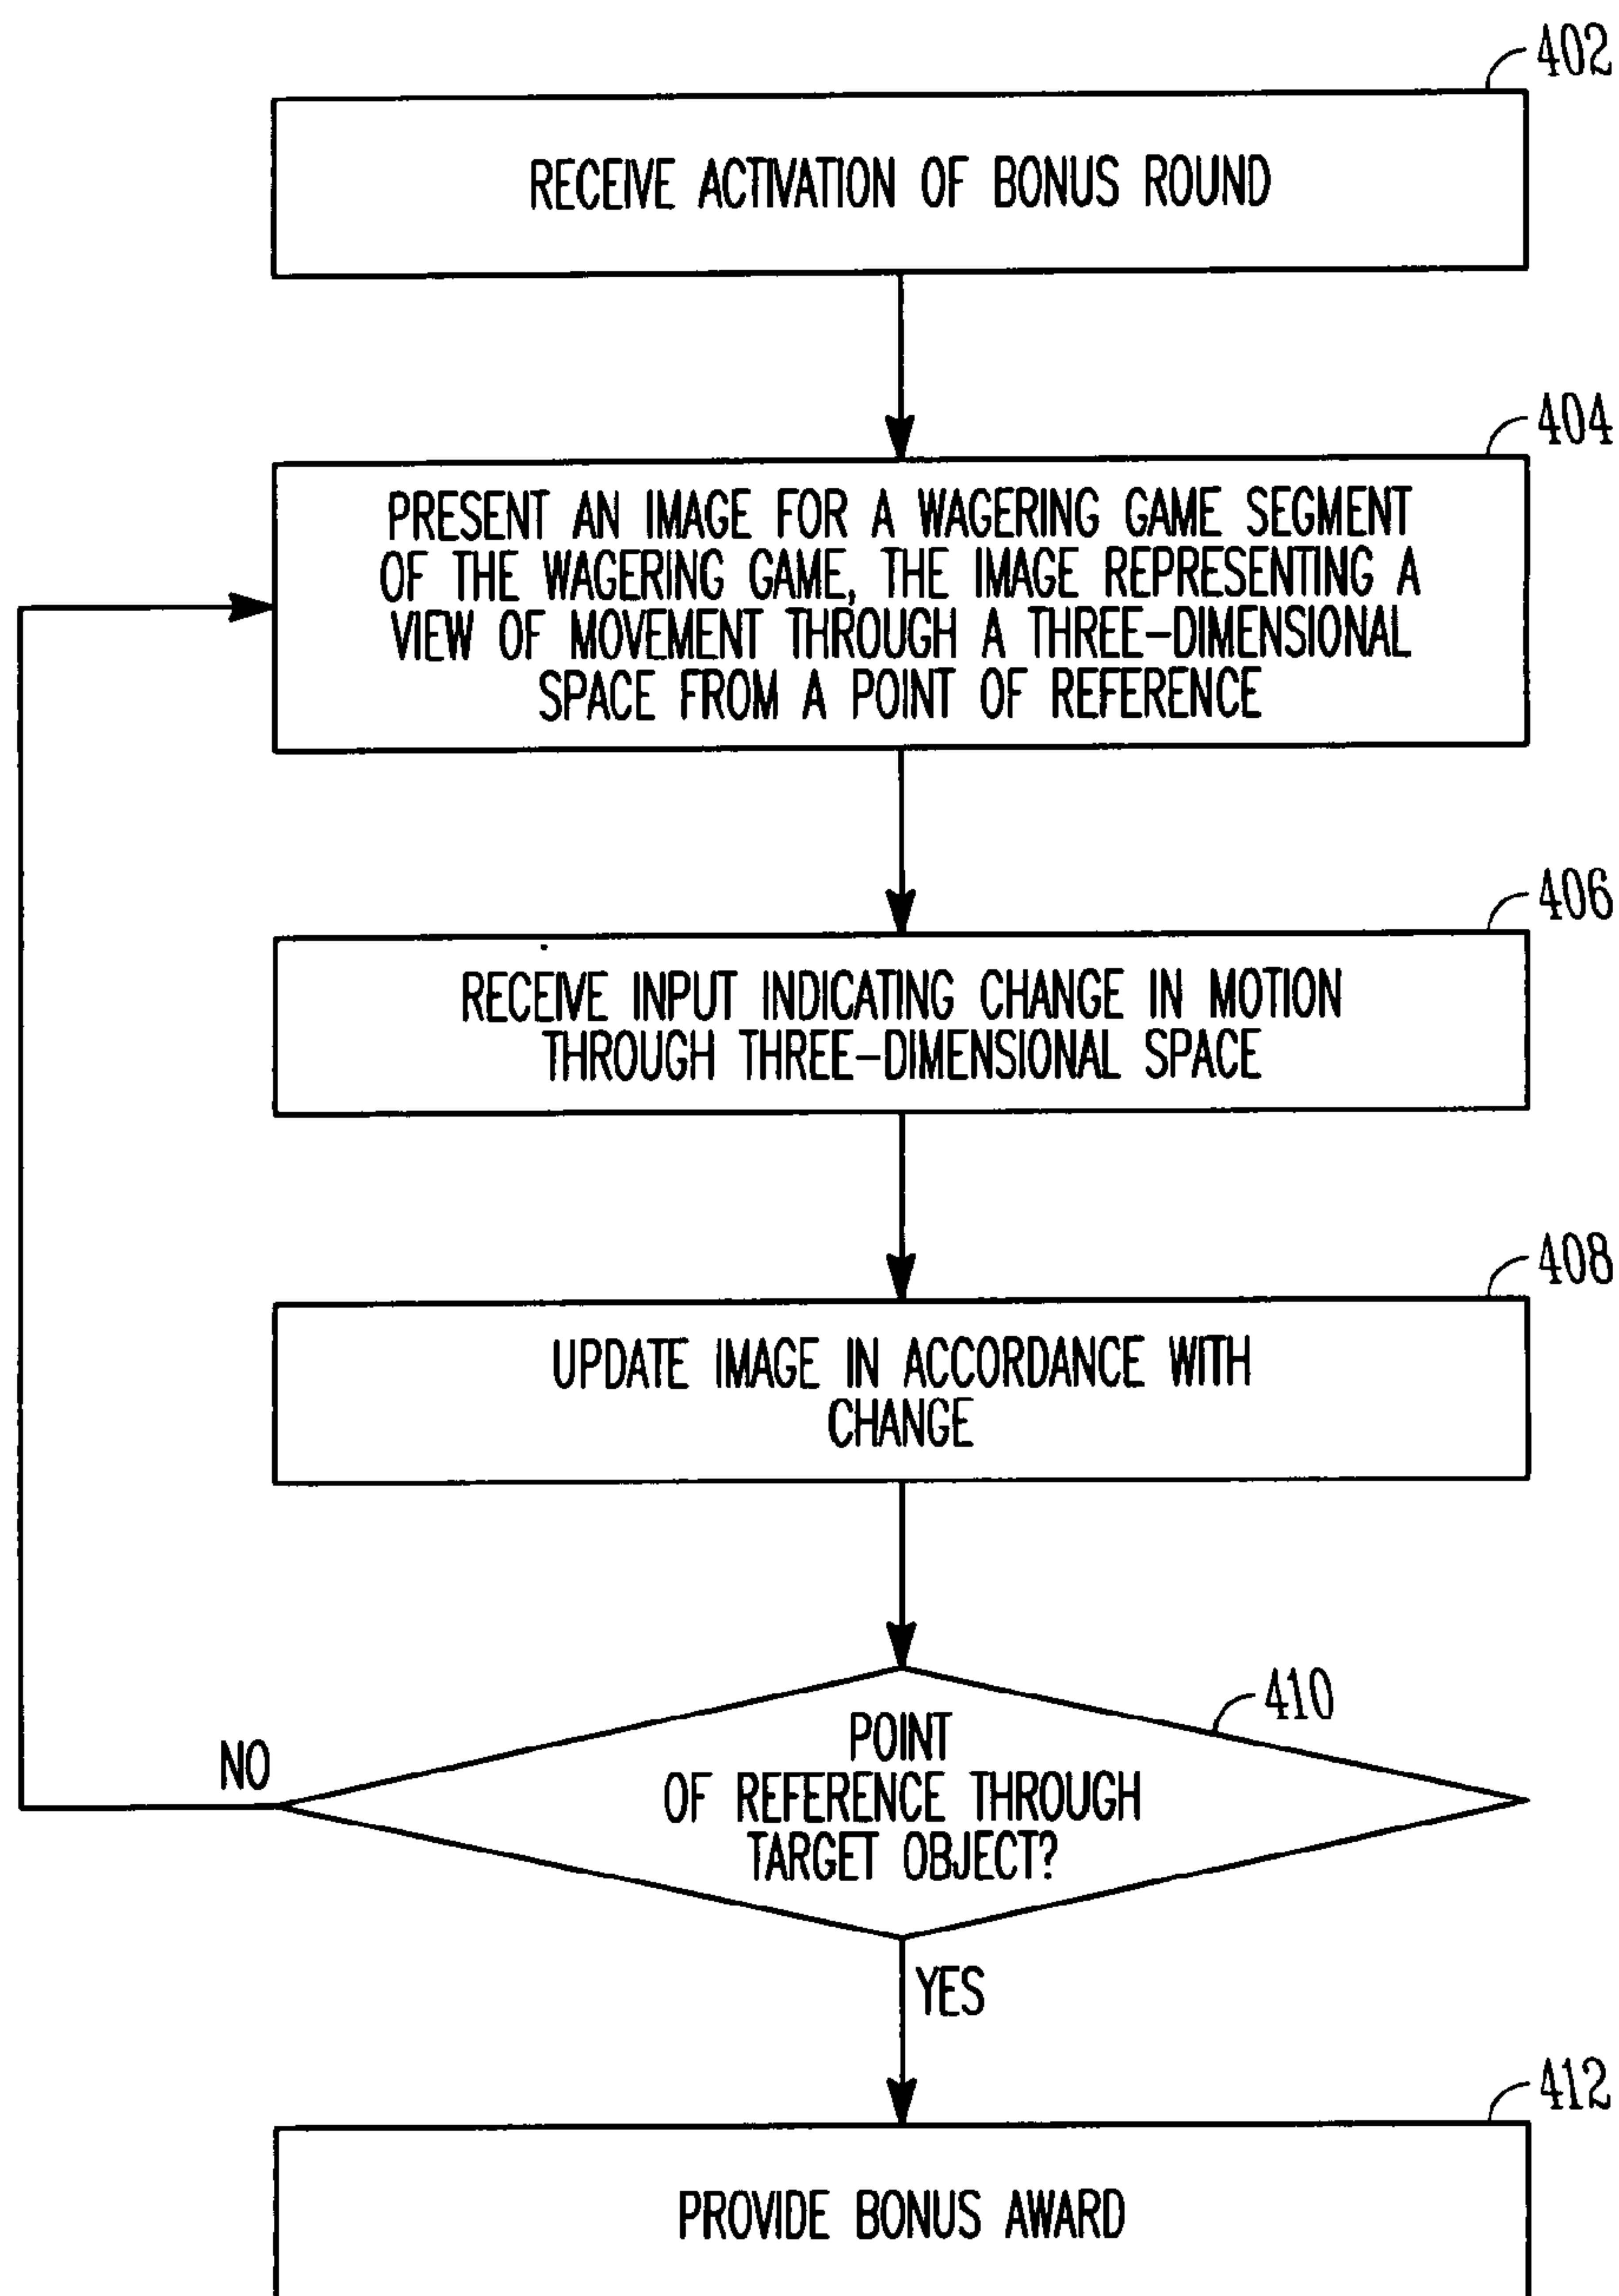 402
RECEIVE ACTIVATION OF BONUS ROUND
404
PRESENT AN IMAGE FOR A WAGERING GAME SEGMENT
OF THE WAGERING GAME, THE IMAGE REPRESENTING A
VIEW OF MOVEMENT THROUGH A THREE-DIMENSIONAL
SPACE FROM A POINT OF REFERENCE
406
RECEIVE INPUT INDICATING CHANGE IN MOTION
THROUGH THREE-DIMENSIONAL SPACE
408
UPDATE IMAGE IN ACCORDANCE WITH
CHANGE
410
POINT
OF REFERENCE THROUGH
TARGET OBJECT?
NO
YES
412
PROVIDE BONUS AWARD